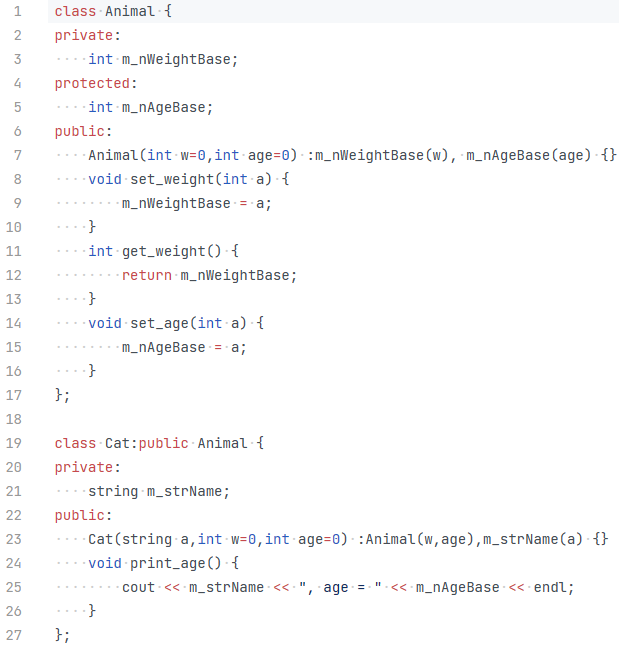 1 class Animal {
2 private:
3 ····int m_nWeightBase;
4 protected:
5 ····int m_nAgeBase;
6 public:
7 ····Animal(int·w=0,int·age=0)·:m_nWeightBase(w),·m_nAgeBase(age)·{}
8 ····void·set_weight(int·a)·{
9 ········m_nWeightBase·=·a;
10 ····}
11 ····int·get_weight()·{
12 ········return·m_nWeightBase;
13 ····}
14 ····void·set_age(int·a)·{
15 ········m_nAgeBase·=·a;
16 ····}
17 };
18
19 class·Cat:public·Animal·{
20 private:
21 ····string·m_strName;
22 public:
23 ····Cat(string·a,int·w=0,int·age=0)·:Animal(w,age),m_strName(a)·{}
24 ····void·print_age()·{
25 ········cout·<<·m_strName·<<·",·age·=·"·<<·m_nAgeBase·<<·endl;
26 ····}
27 };